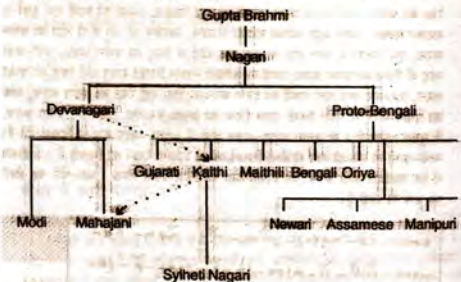 Gupta Brahmi
Nagari
Devanagari Proto-Bengali
Gujarati Kaithi Maithili Bengali Oriya
Modi Mahajani Newari Assamese Manipuri
Sylheti Nagari